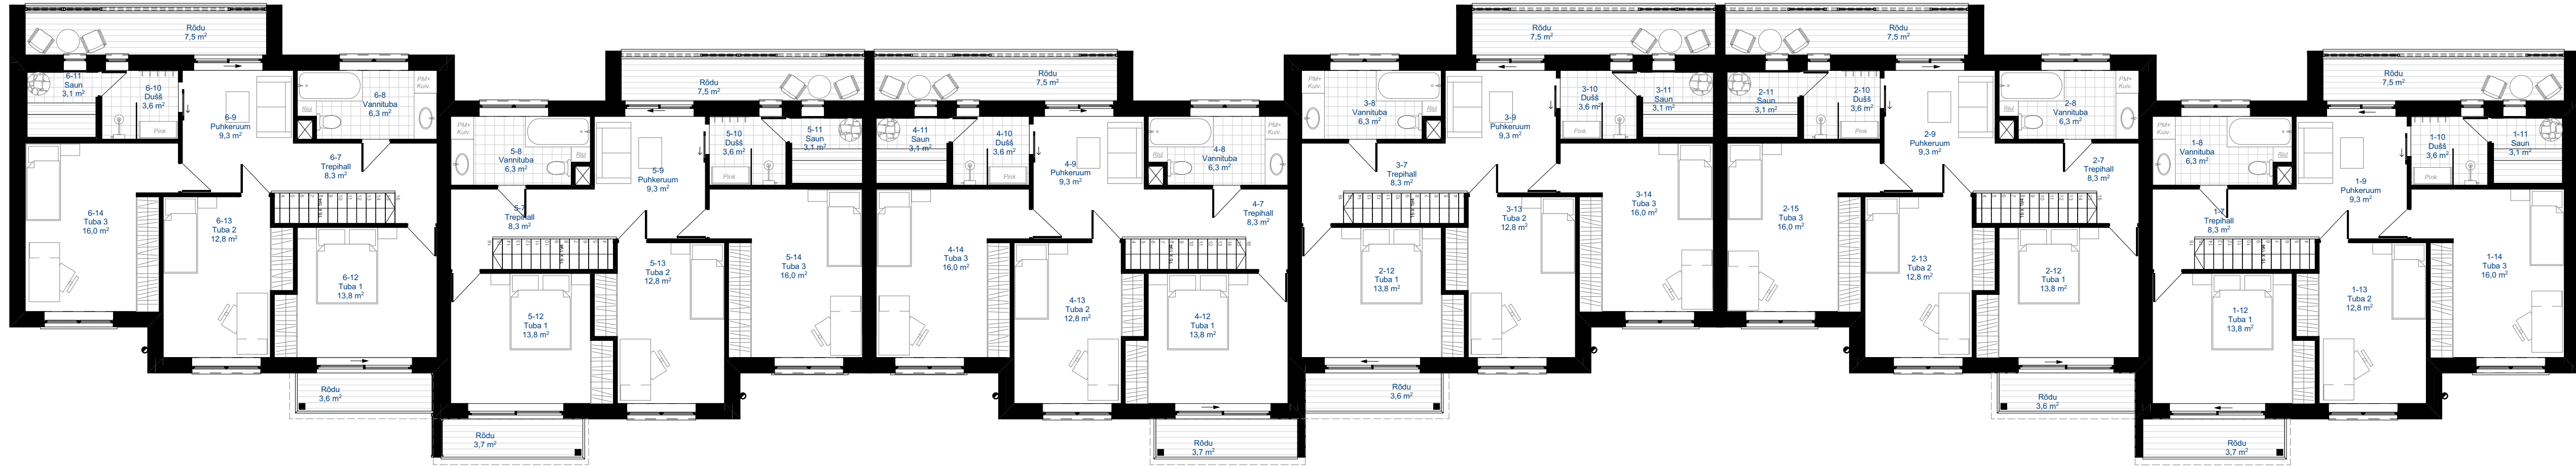 Rõdu
7,5 m²
6-11
Saun
3,1 m²
6-10
Dušš
3,6 m²
Pink
6-9
Puhkeruum
9,3 m²
6-8
Vannituba
6,3 m²
PM+
Kuiv.
6-7
Trepihall
8,3 m²
6-14
Tuba 3
16,0 m²
6-13
Tuba 2
12,8 m²
6-12
Tuba 1
13,8 m²
Rõdu
3,6 m²
Rõdu
7,5 m²
PM+
Kuiv.
5-8
Vannituba
6,3 m²
5-9
Puhkeruum
9,3 m²
5-10
Dušš
3,6 m²
Pink
5-11
Saun
3,1 m²
5-7
Trepihall
8,3 m²
5-12
Tuba 1
13,8 m²
5-13
Tuba 2
12,8 m²
5-14
Tuba 3
16,0 m²
Rõdu
3,7 m²
Rõdu
7,5 m²
4-11
Saun
3,1 m²
4-10
Dušš
3,6 m²
Pink
4-9
Puhkeruum
9,3 m²
4-8
Vannituba
6,3 m²
PM+
Kuiv.
4-7
Trepihall
8,3 m²
4-14
Tuba 3
16,0 m²
4-13
Tuba 2
12,8 m²
4-12
Tuba 1
13,8 m²
Rõdu
3,7 m²
Rõdu
7,5 m²
PM+
Kuiv.
3-8
Vannituba
6,3 m²
3-9
Puhkeruum
9,3 m²
3-10
Dušš
3,6 m²
Pink
3-11
Saun
3,1 m²
3-7
Trepihall
8,3 m²
2-12
Tuba 1
13,8 m²
3-13
Tuba 2
12,8 m²
3-14
Tuba 3
16,0 m²
Rõdu
3,6 m²
Rõdu
7,5 m²
2-11
Saun
3,1 m²
2-10
Dušš
3,6 m²
Pink
2-9
Puhkeruum
9,3 m²
2-8
Vannituba
6,3 m²
PM+
Kuiv.
2-7
Trepihall
8,3 m²
2-15
Tuba 3
16,0 m²
2-13
Tuba 2
12,8 m²
2-12
Tuba 1
13,8 m²
Rõdu
3,6 m²
Rõdu
7,5 m²
PM+
Kuiv.
1-8
Vannituba
6,3 m²
1-9
Puhkeruum
9,3 m²
1-10
Dušš
3,6 m²
Pink
1-11
Saun
3,1 m²
1-7
Trepihall
8,3 m²
1-12
Tuba 1
13,8 m²
1-13
Tuba 2
12,8 m²
1-14
Tuba 3
16,0 m²
Rõdu
3,7 m²